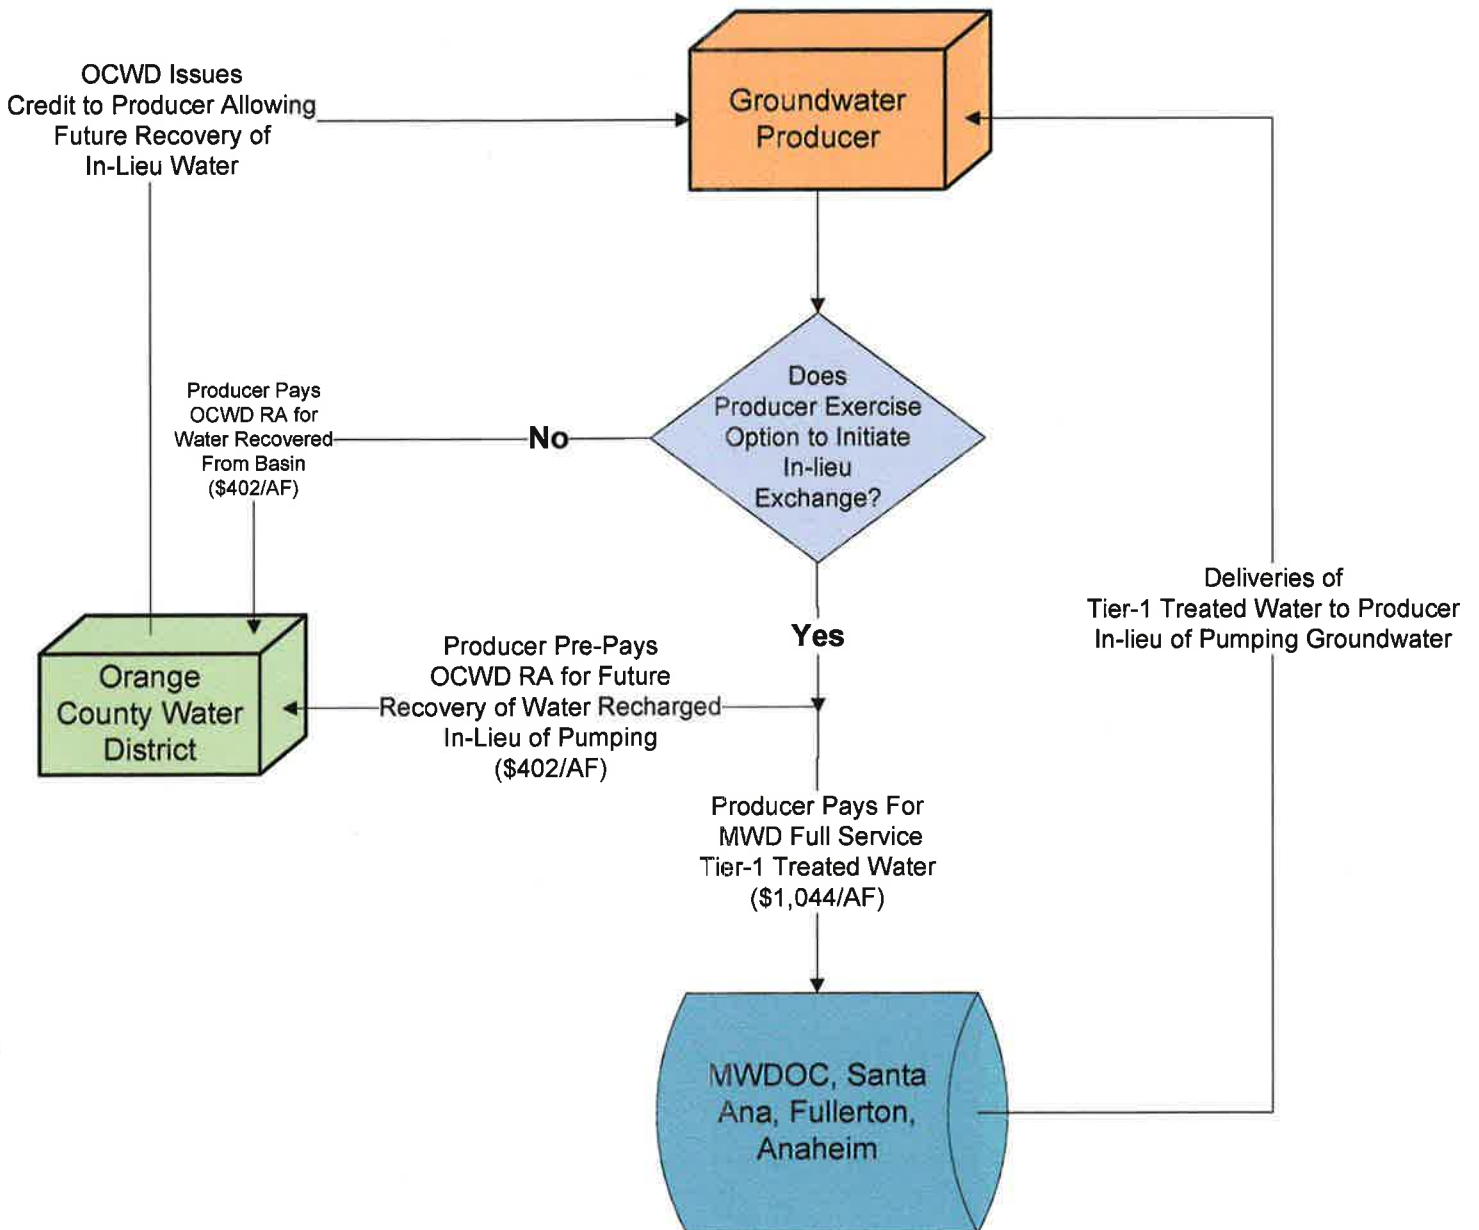 OCWD Issues
Credit to Producer Allowing
Future Recovery of
In-Lieu Water
Groundwater
Producer
Does
Producer Exercise
Option to Initiate
In-lieu
Exchange?
No
Producer Pays
OCWD RA for
Water Recovered
From Basin
($402/AF)
Yes
Deliveries of
Tier-1 Treated Water to Producer
In-lieu of Pumping Groundwater
Orange
County Water
District
Producer Pre-Pays
OCWD RA for Future
Recovery of Water Recharged
In-Lieu of Pumping
($402/AF)
Producer Pays For
MWD Full Service
Tier-1 Treated Water
($1,044/AF)
MWDOC, Santa
Ana, Fullerton,
Anaheim